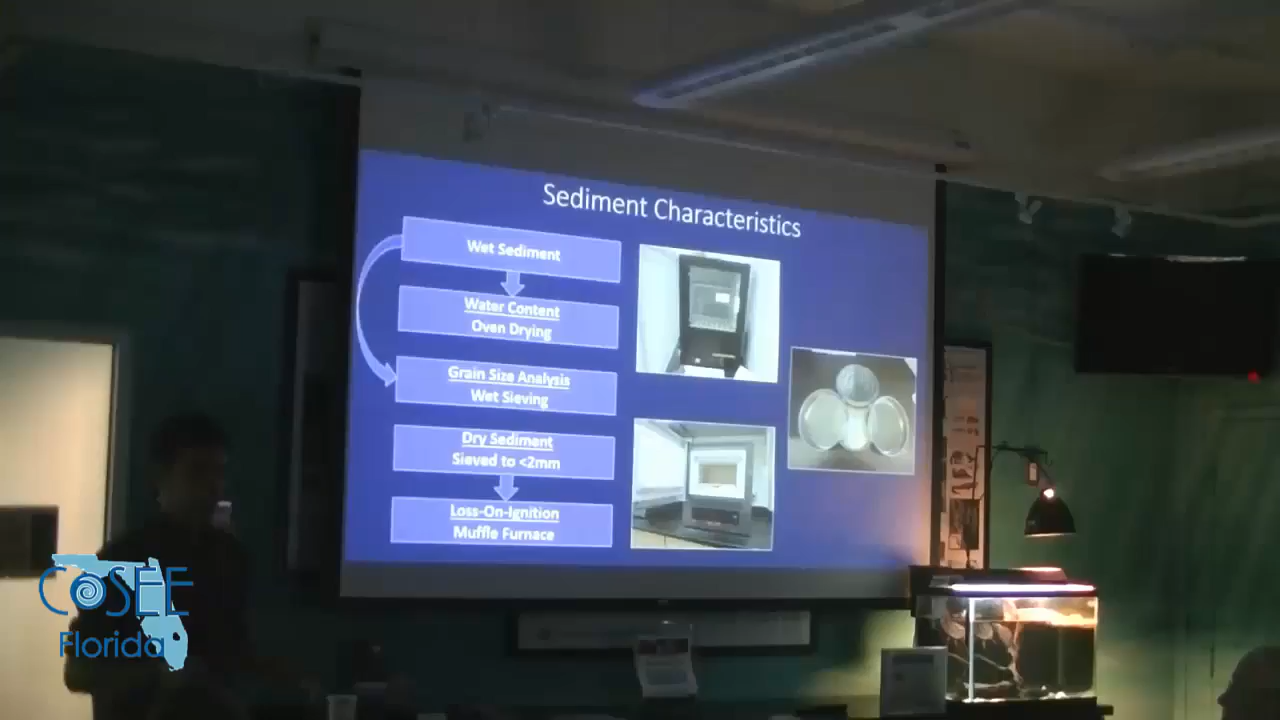 Sediment Characteristics
Wet Sediment
Water Content
Oven Drying
Grain Size Analysis
Wet Sieving
Dry Sediment
Sieved to <2mm
Loss-On-Ignition
Muffle Furnace
COSEE
Florida